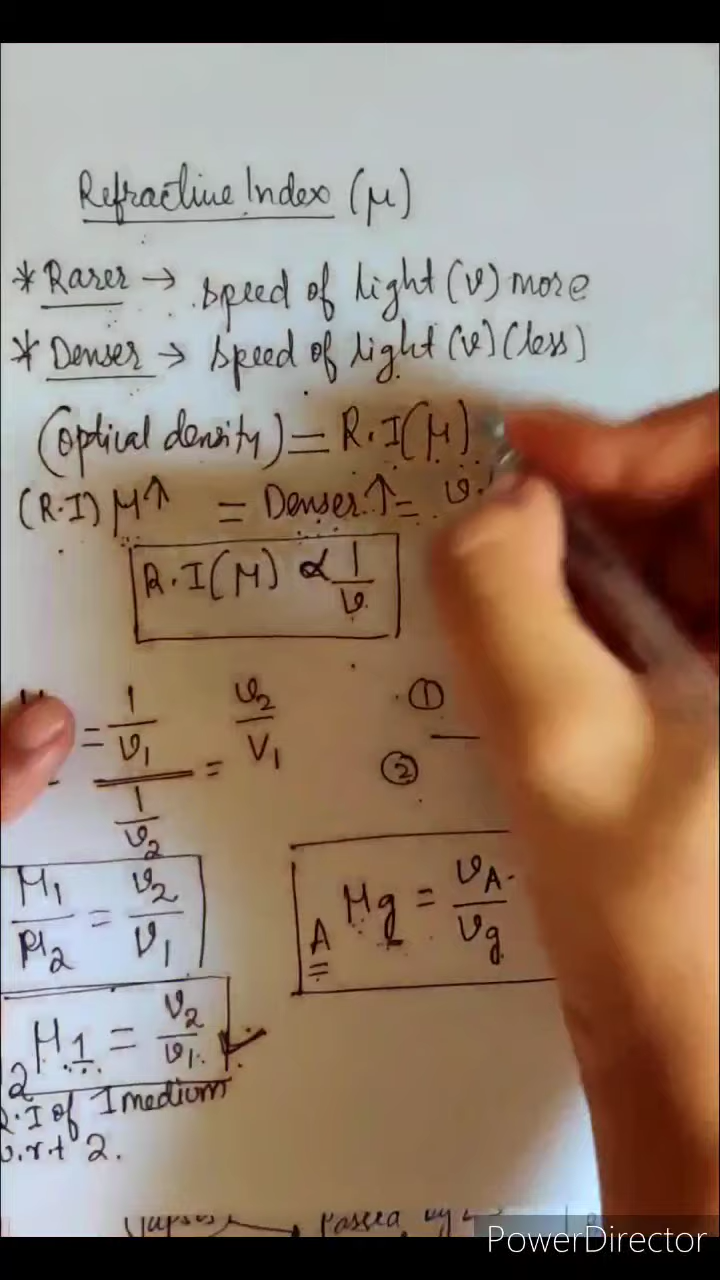 Refractive Index (μ)
* Rarer → speed of light (v) more
* Denser → speed of light (v) (less)
(optical density) = R.I (μ)
(R.I) μ↑ = Denser ↑ = v.
R.I (μ) ∝ 1/v
= 1/v1 / 1/v2 = v2/V1
①
②
μ1/μ2 = v2/v1
A μg = vA/vg
2 μ1 = v2/v1
R.I of 1 medium
w.r.t 2.
PowerDirector